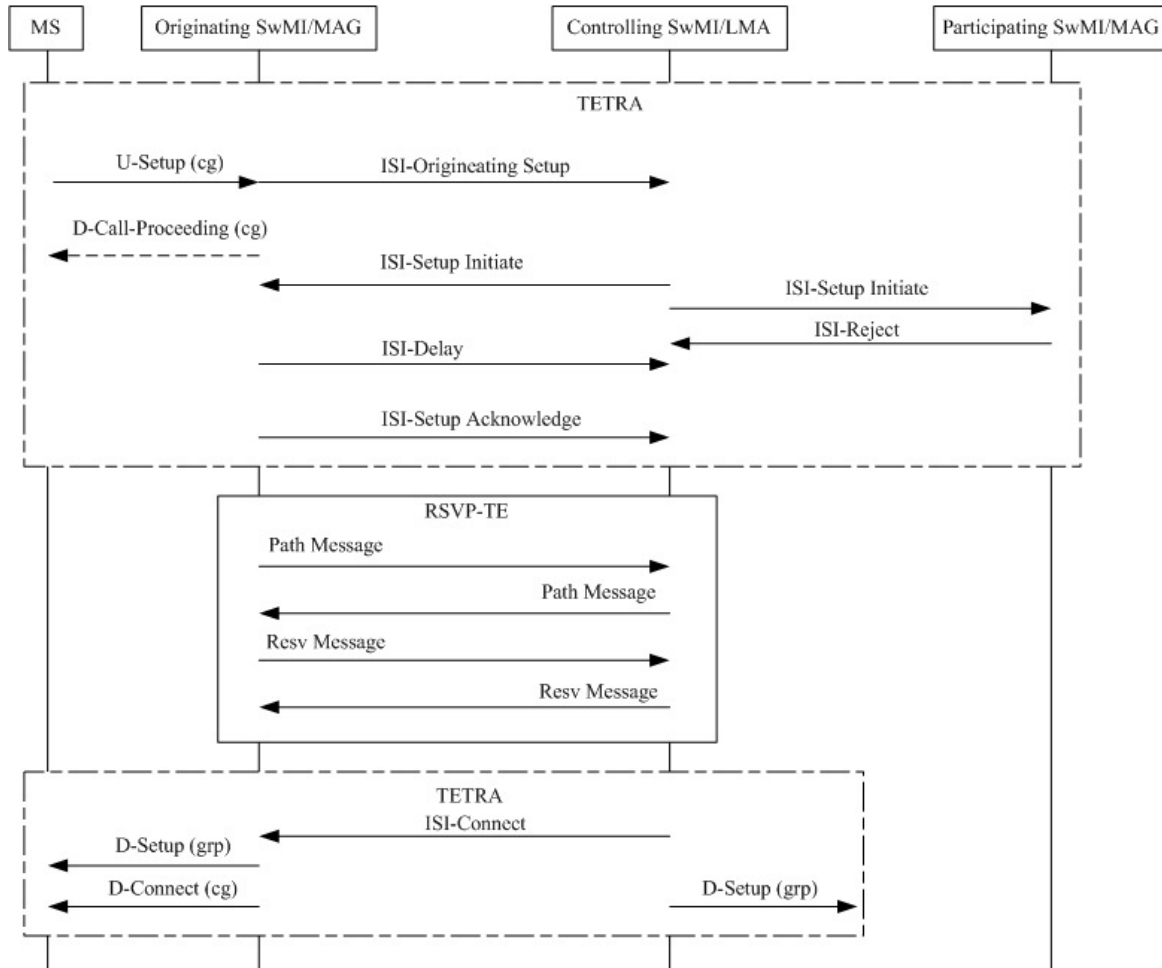 MS
Originating SwMI/MAG
Controlling SwMI/LMA
Participating SwMI/MAG
TETRA
U-Setup (cg)
ISI-Origineating Setup
D-Call-Proceeding (cg)
ISI-Setup Initiate
ISI-Setup Initiate
ISI-Reject
ISI-Delay
ISI-Setup Acknowledge
RSVP-TE
Path Message
Path Message
Resv Message
Resv Message
TETRA
ISI-Connect
D-Setup (grp)
D-Connect (cg)
D-Setup (grp)